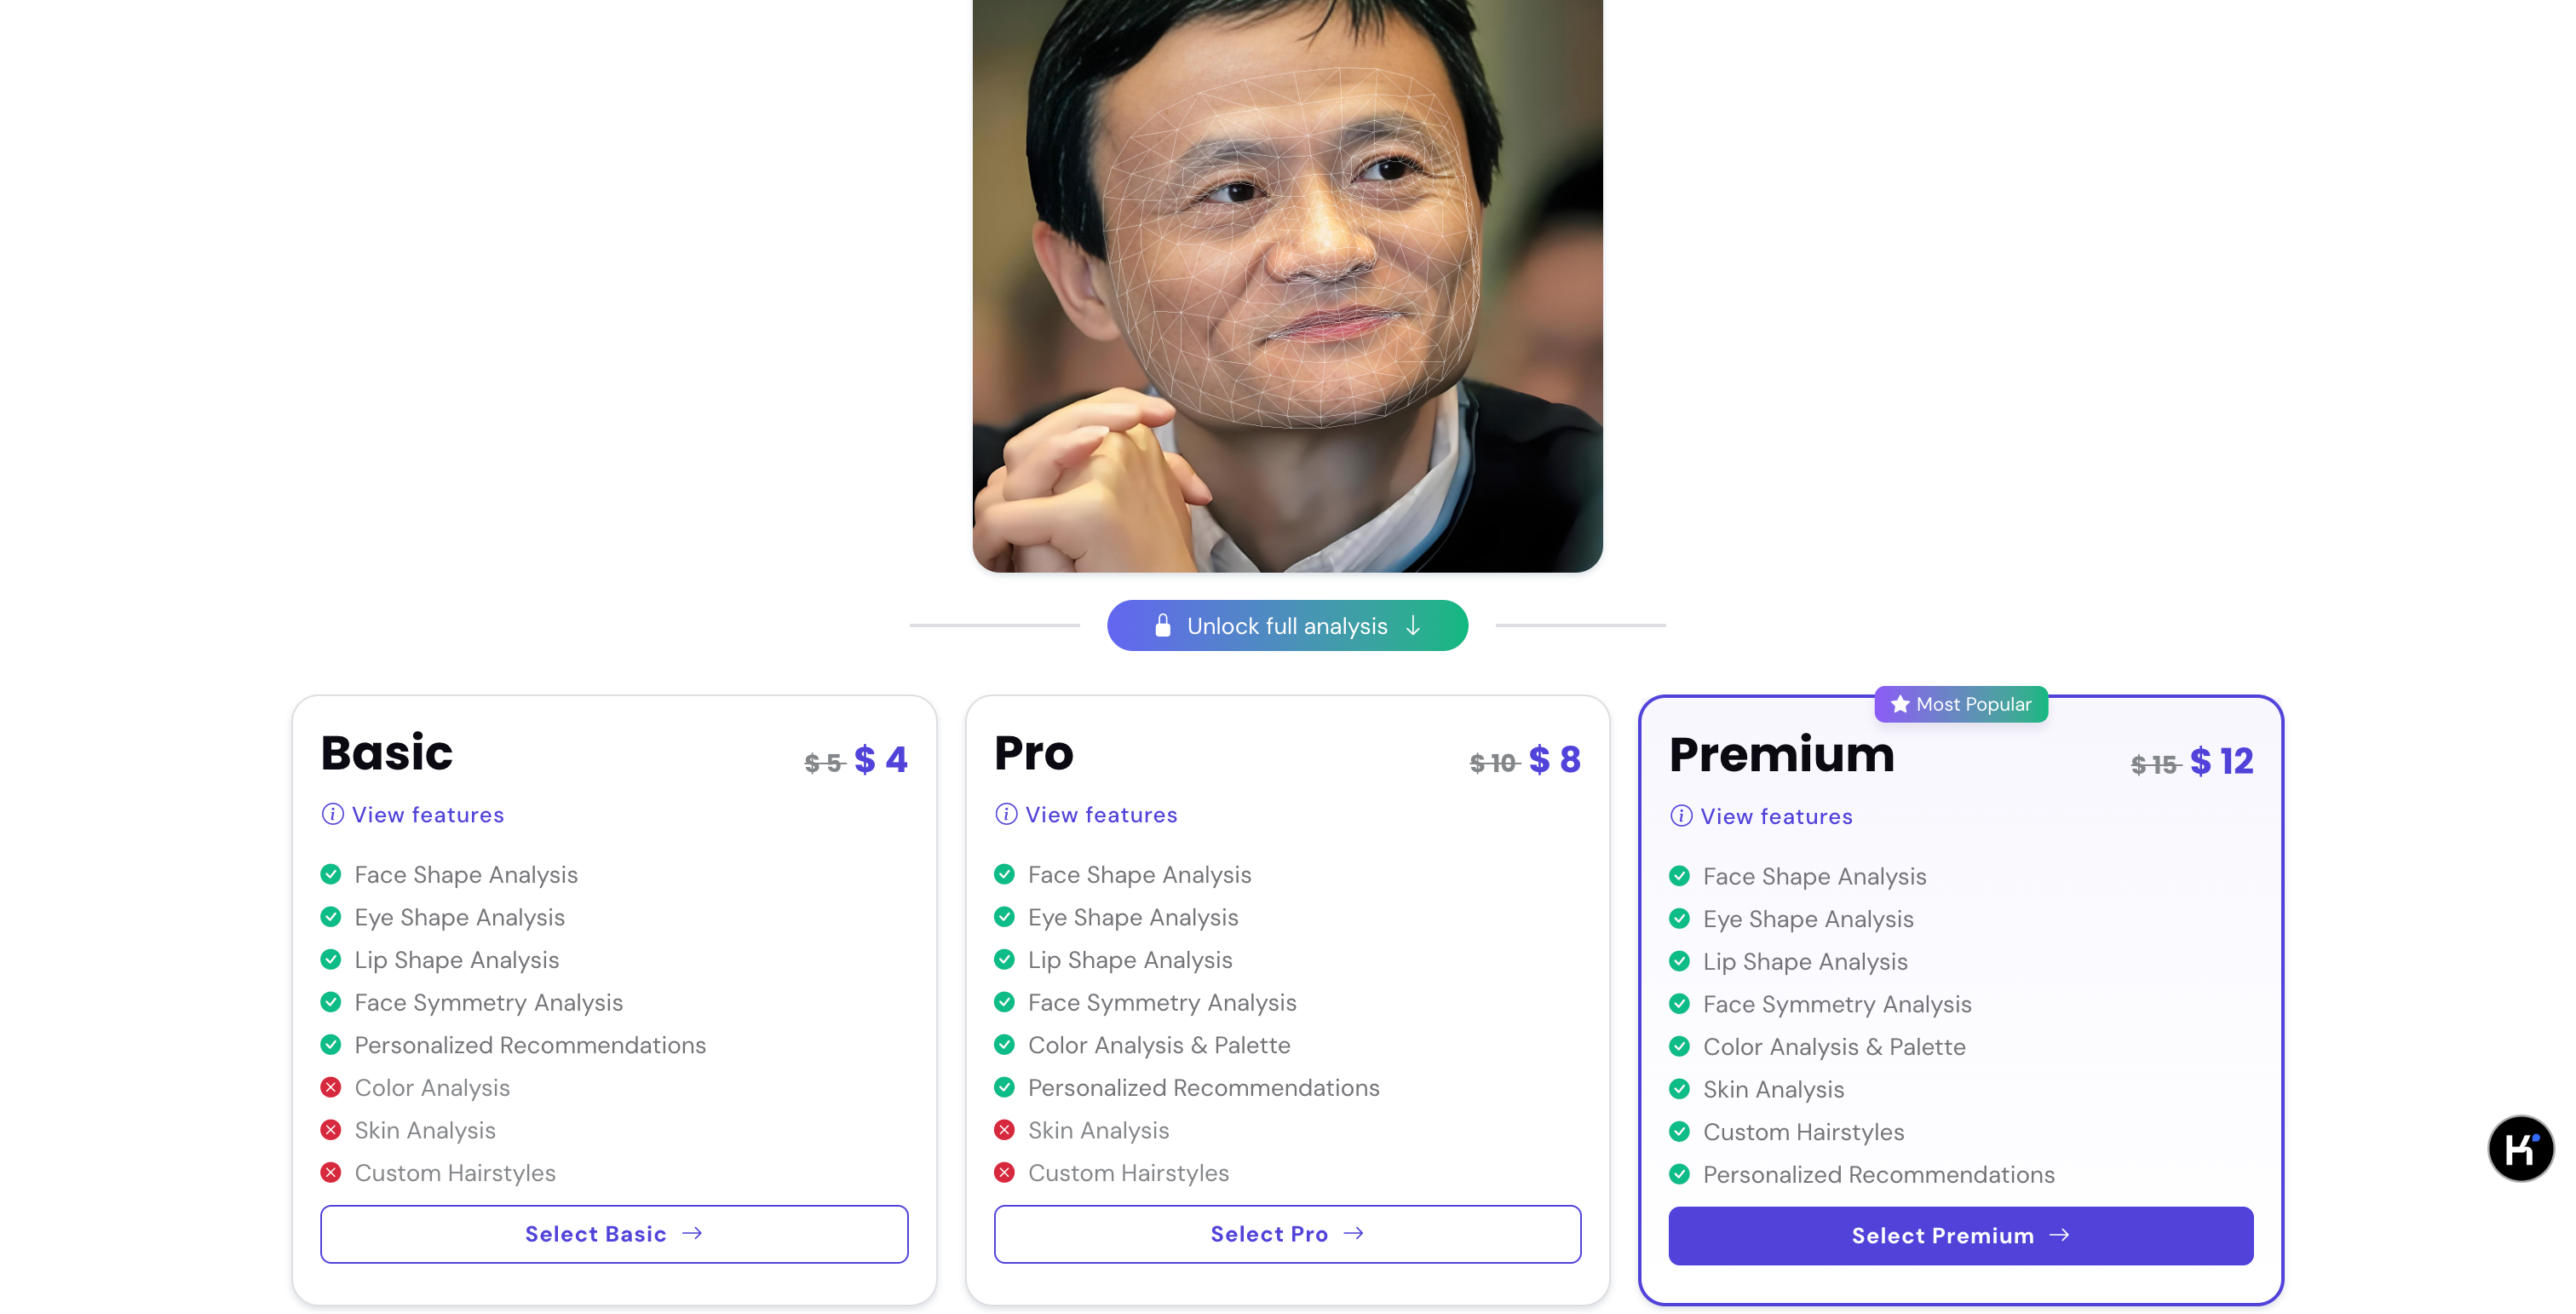 Unlock full analysis
Most Popular
Basic
$ 5 $ 4
View features
Face Shape Analysis
Eye Shape Analysis
Lip Shape Analysis
Face Symmetry Analysis
Personalized Recommendations
Color Analysis
Skin Analysis
Custom Hairstyles
Select Basic
Pro
$ 10 $ 8
View features
Face Shape Analysis
Eye Shape Analysis
Lip Shape Analysis
Face Symmetry Analysis
Color Analysis & Palette
Personalized Recommendations
Skin Analysis
Custom Hairstyles
Select Pro
Premium
$ 15 $ 12
View features
Face Shape Analysis
Eye Shape Analysis
Lip Shape Analysis
Face Symmetry Analysis
Color Analysis & Palette
Skin Analysis
Custom Hairstyles
Personalized Recommendations
Select Premium
K